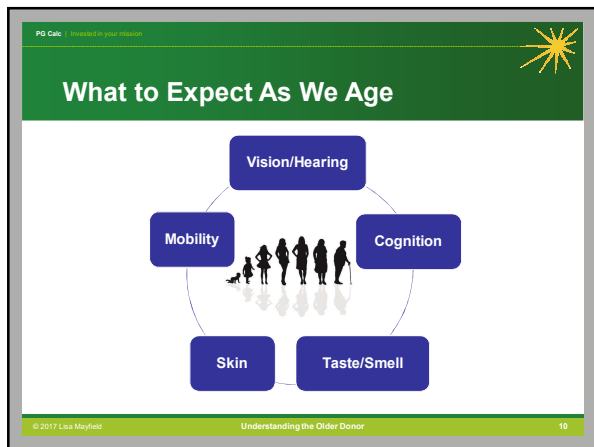 PG Calc | Invested in your mission
What to Expect As We Age
Vision/Hearing
Mobility
Cognition
Skin
Taste/Smell
© 2017 Lisa Mayfield
Understanding the Older Donor
10